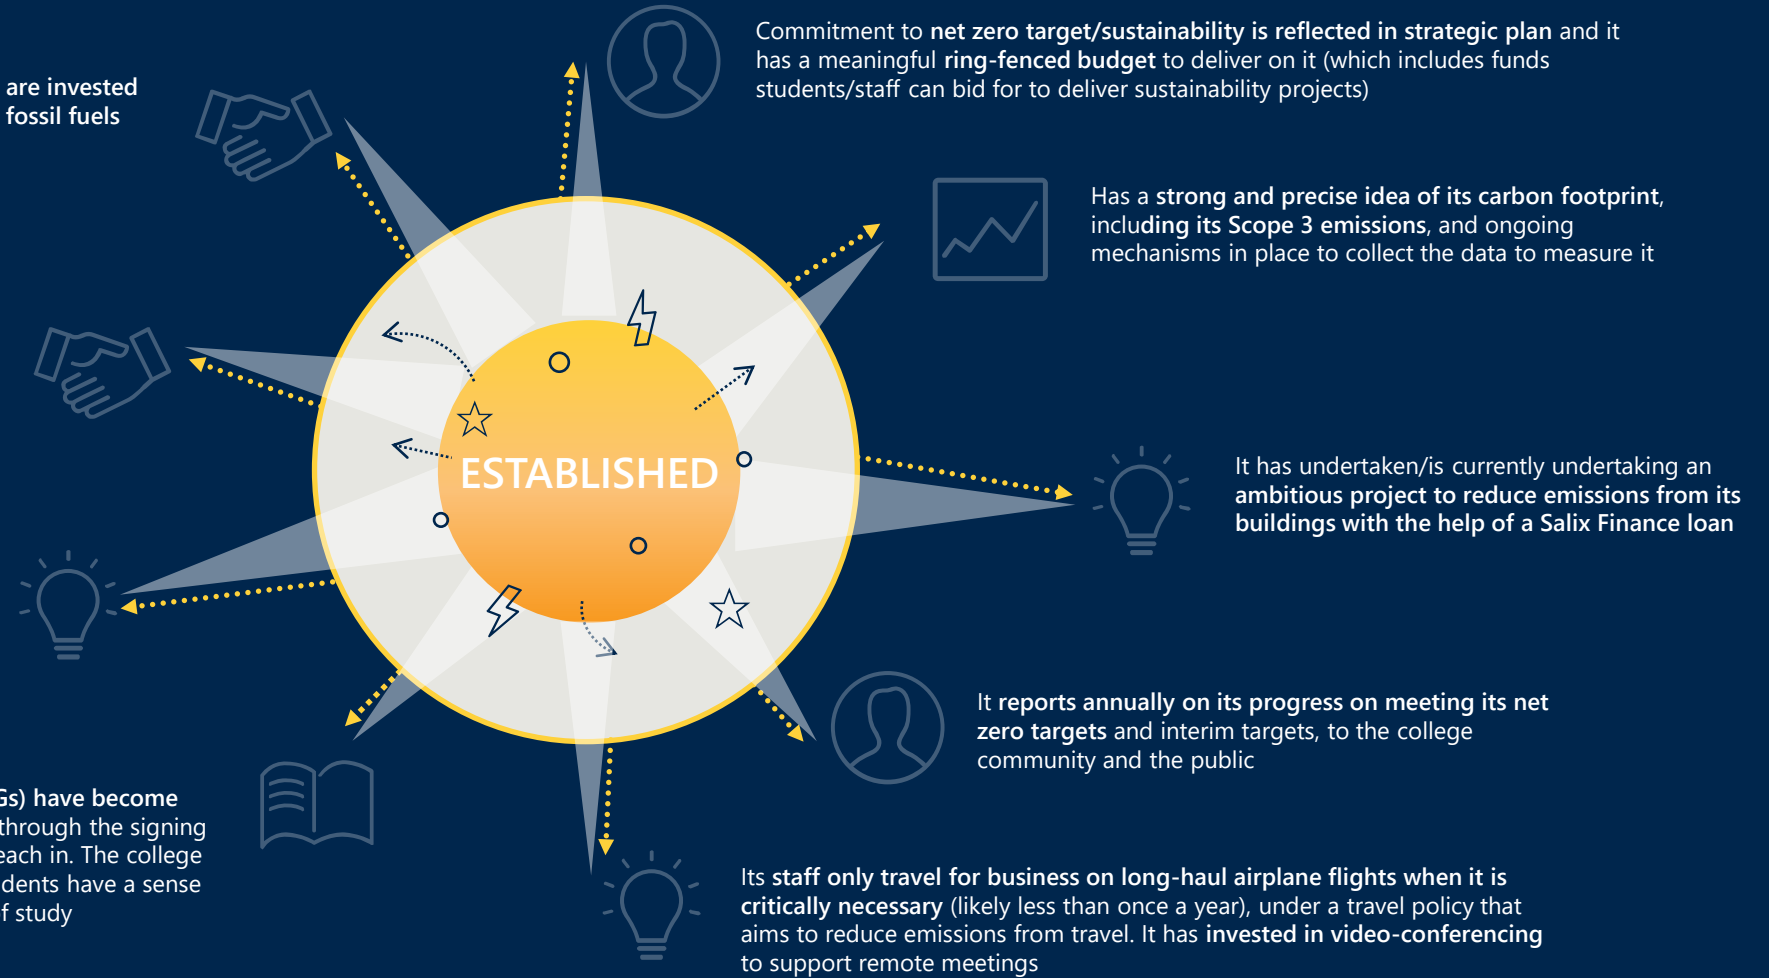 Commitment to net zero target/sustainability is reflected in strategic plan and it
has a meaningful ring-fenced budget to deliver on it (which includes funds
students/staff can bid for to deliver sustainability projects)
are invested
fossil fuels
Has a strong and precise idea of its carbon footprint,
including its Scope 3 emissions, and ongoing
mechanisms in place to collect the data to measure it
ESTABLISHED
It has undertaken/is currently undertaking an
ambitious project to reduce emissions from its
buildings with the help of a Salix Finance loan
It reports annually on its progress on meeting its net
zero targets and interim targets, to the college
community and the public
Gs) have become
through the signing
each in. The college
dents have a sense
f study
Its staff only travel for business on long-haul airplane flights when it is
critically necessary (likely less than once a year), under a travel policy that
aims to reduce emissions from travel. It has invested in video-conferencing
to support remote meetings